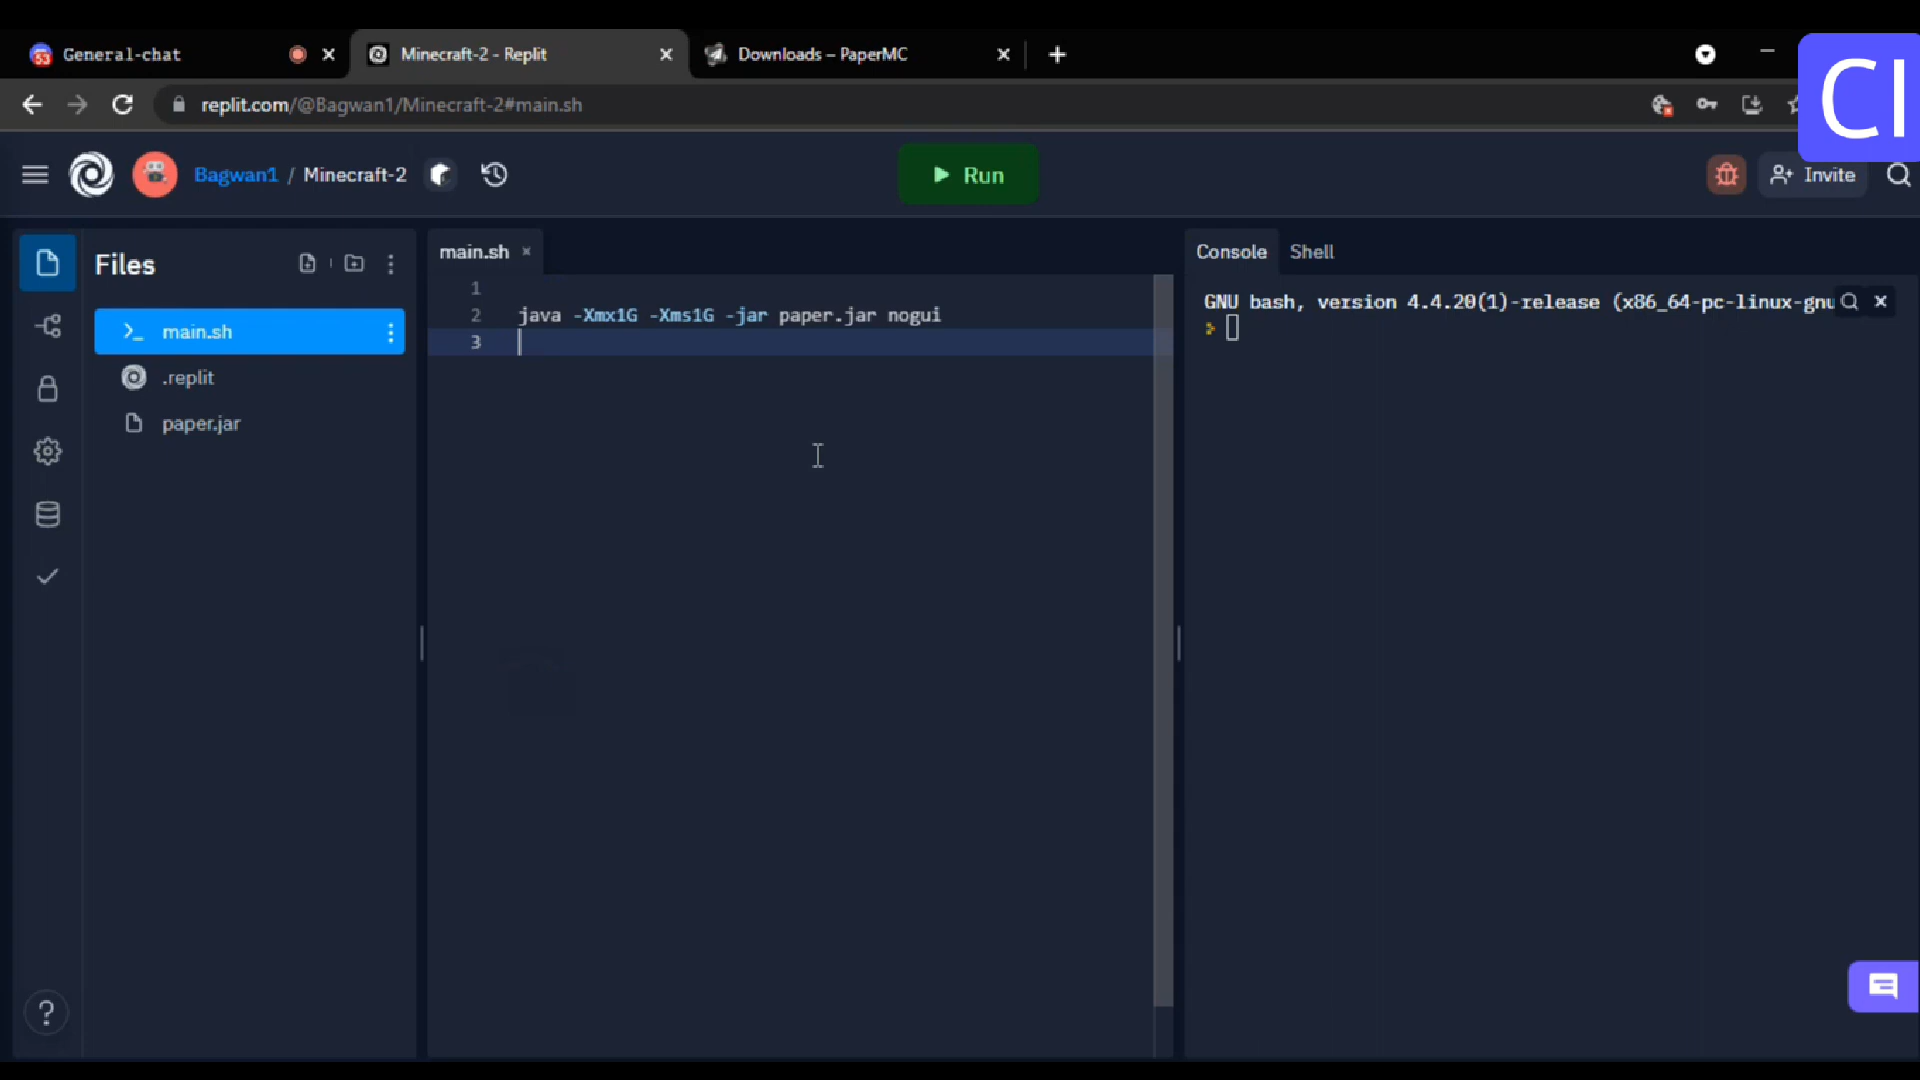 General-chat
Minecraft-2 - Replit
Downloads – PaperMC
53
replit.com/@Bagwan1/Minecraft-2#main.sh
CI
Bagwan1 / Minecraft-2
Run
Invite
Files
main.sh
.replit
paper.jar
main.sh
1
2 java -Xmx1G -Xms1G -jar paper.jar nogui
3
Console
Shell
GNU bash, version 4.4.20(1)-release (x86_64-pc-linux-gnu
?